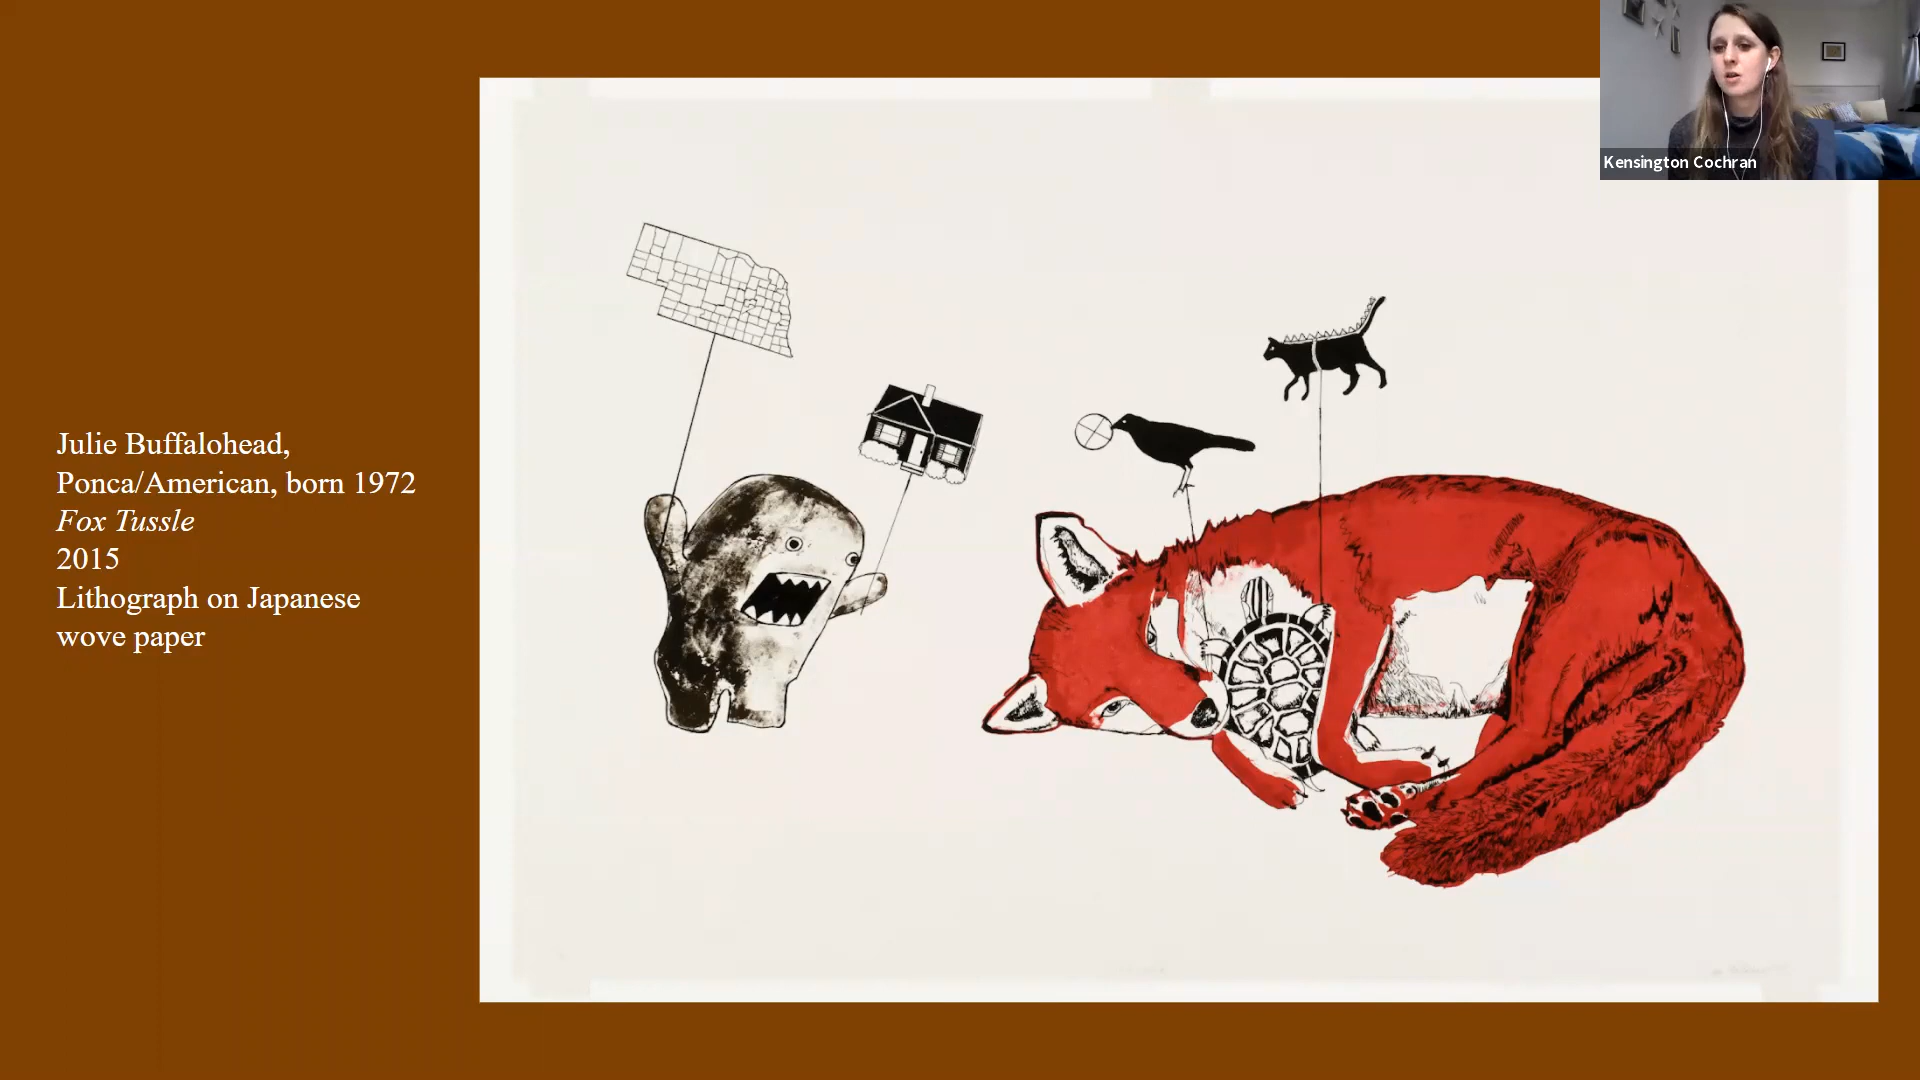 Julie Buffalohead,
Ponca/American, born 1972
Fox Tussle
2015
Lithograph on Japanese
wove paper
Kensington Cochran